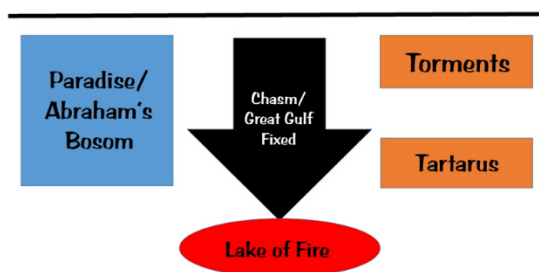 Paradise/
Abraham's
Bosom
Chasm/
Great Gulf
Fixed
Torments
Tartarus
Lake of Fire